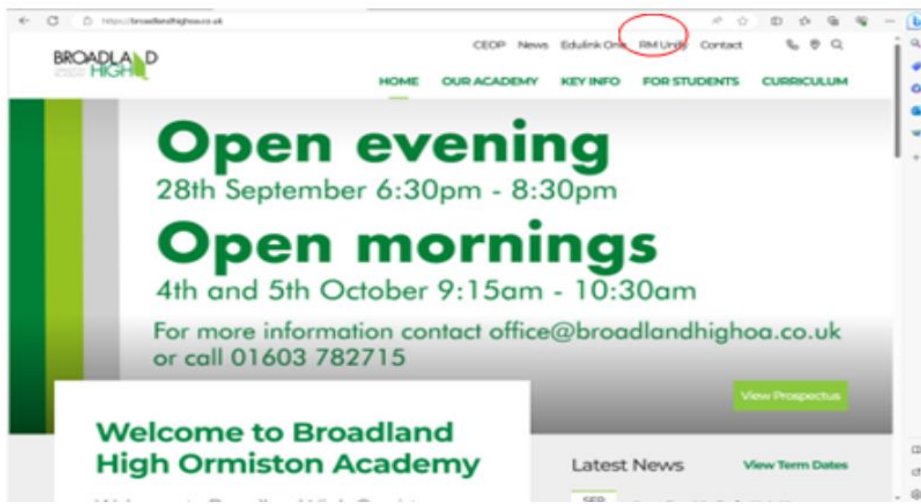 https://broadlandhighoa.co.uk
CEOP News Edulink One RM Unify Contact
BROADLAND
HIGH
HOME OUR ACADEMY KEY INFO FOR STUDENTS CURRICULUM
Open evening
28th September 6:30pm - 8:30pm
Open mornings
4th and 5th October 9:15am - 10:30am
For more information contact office@broadlandhighoa.co.uk
or call 01603 782715
View Prospectus
Welcome to Broadland
High Ormiston Academy
Latest News
View Term Dates
SEP